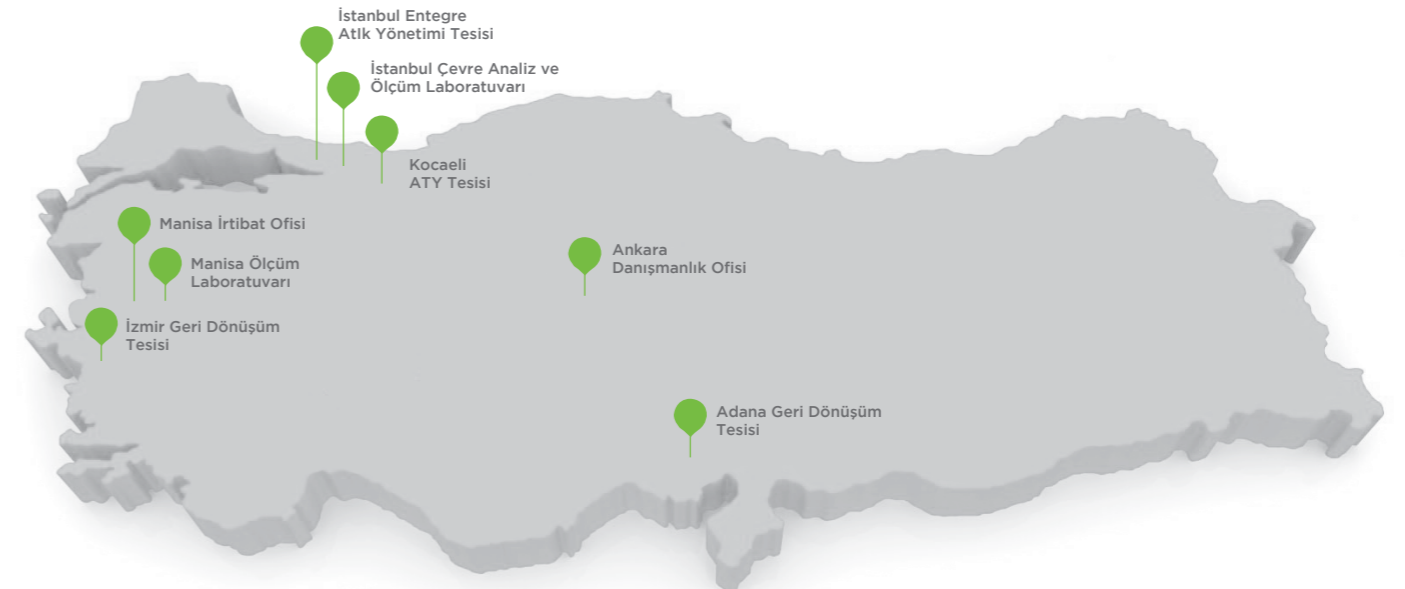 İstanbul Entegre
Atlk Yönetimi Tesisi
İstanbul Çevre Analiz ve
Ölçüm Laboratuvarı
Kocaeli
ATY Tesisi
Manisa İrtibat Ofisi
Manisa Ölçüm
Laboratuvarı
Ankara
Danışmanlık Ofisi
İzmir Geri Dönüşüm
Tesisi
Adana Geri Dönüşüm
Tesisi